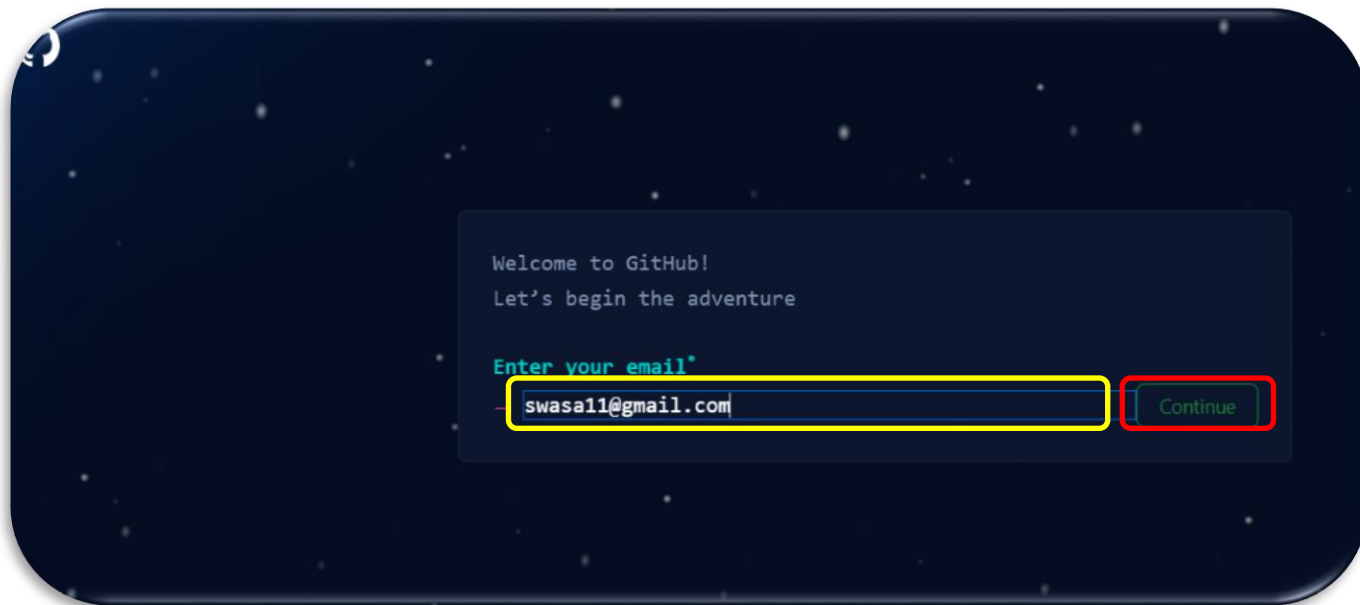 Welcome to GitHub!
Let’s begin the adventure
Enter your email*
swasa11@gmail.com Continue